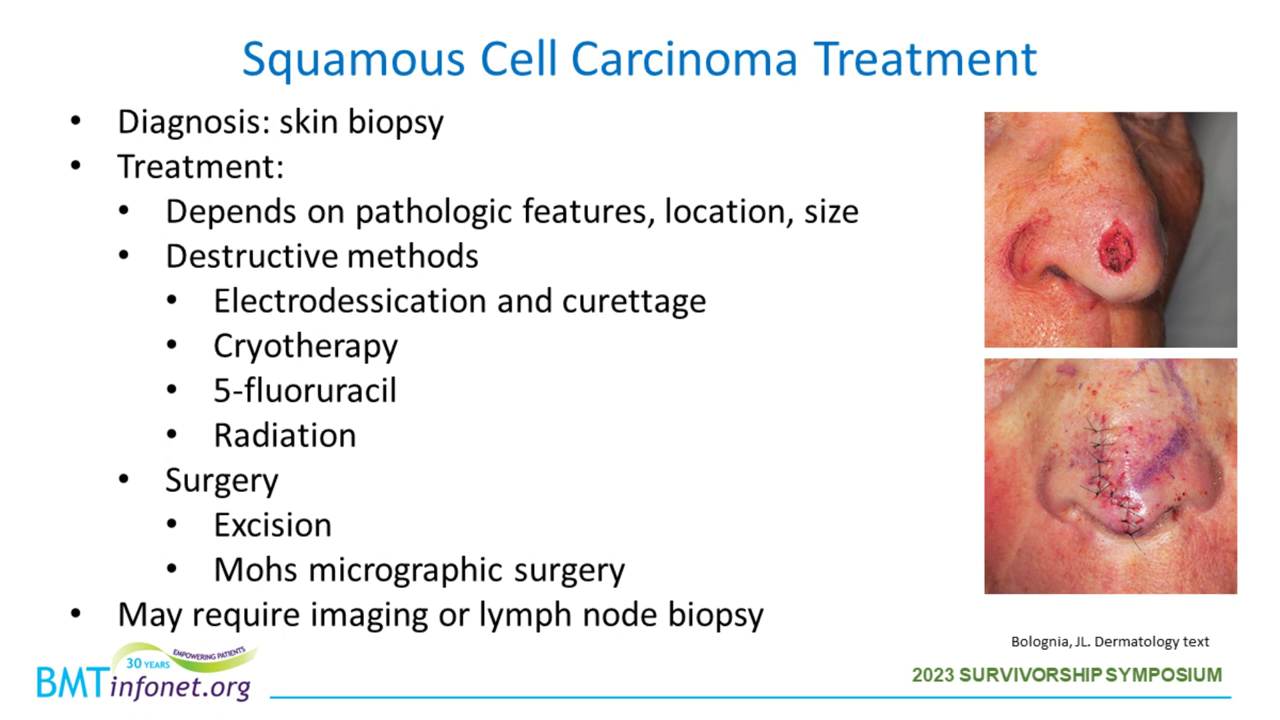 Squamous Cell Carcinoma Treatment
• Diagnosis: skin biopsy
• Treatment:
• Depends on pathologic features, location, size
• Destructive methods
• Electrodessication and curettage
• Cryotherapy
• 5-fluoruracil
• Radiation
• Surgery
• Excision
• Mohs micrographic surgery
• May require imaging or lymph node biopsy
Bolognia, JL. Dermatology text
30 YEARS EMPOWERING PATIENTS
BMTinfonet.org
2023 SURVIVORSHIP SYMPOSIUM